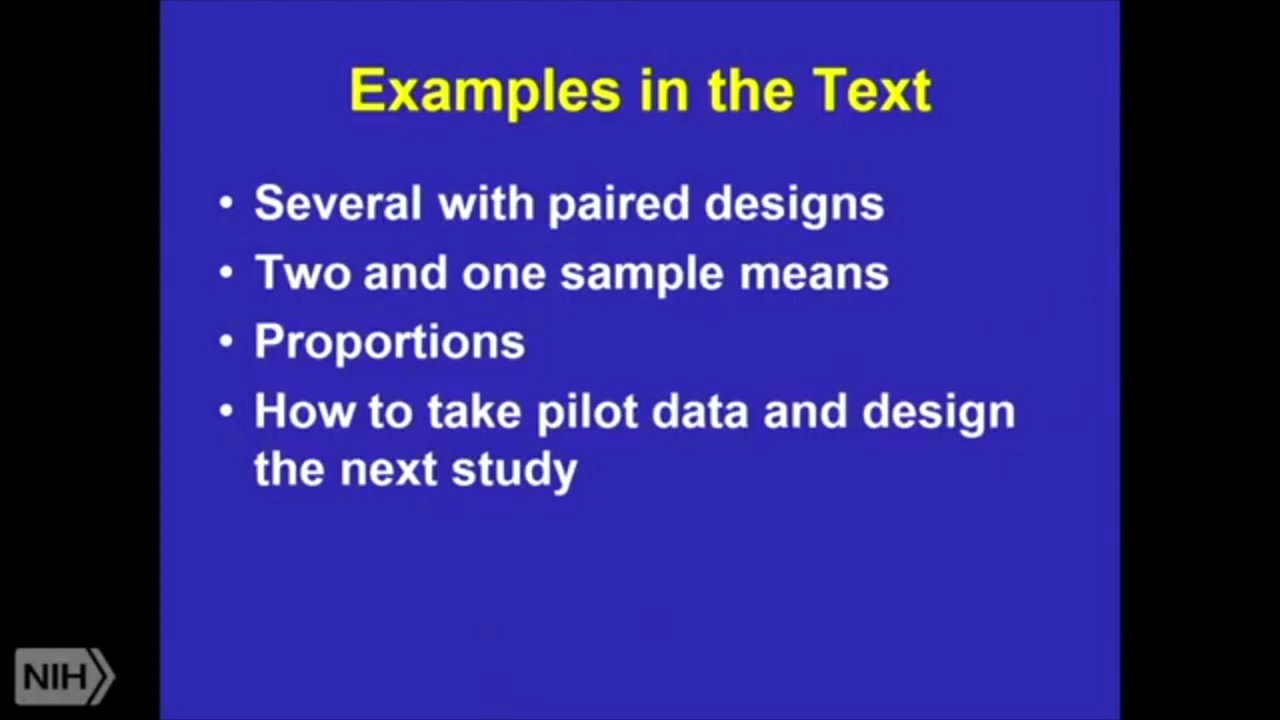 Examples in the Text
• Several with paired designs
• Two and one sample means
• Proportions
• How to take pilot data and design
the next study
NIH